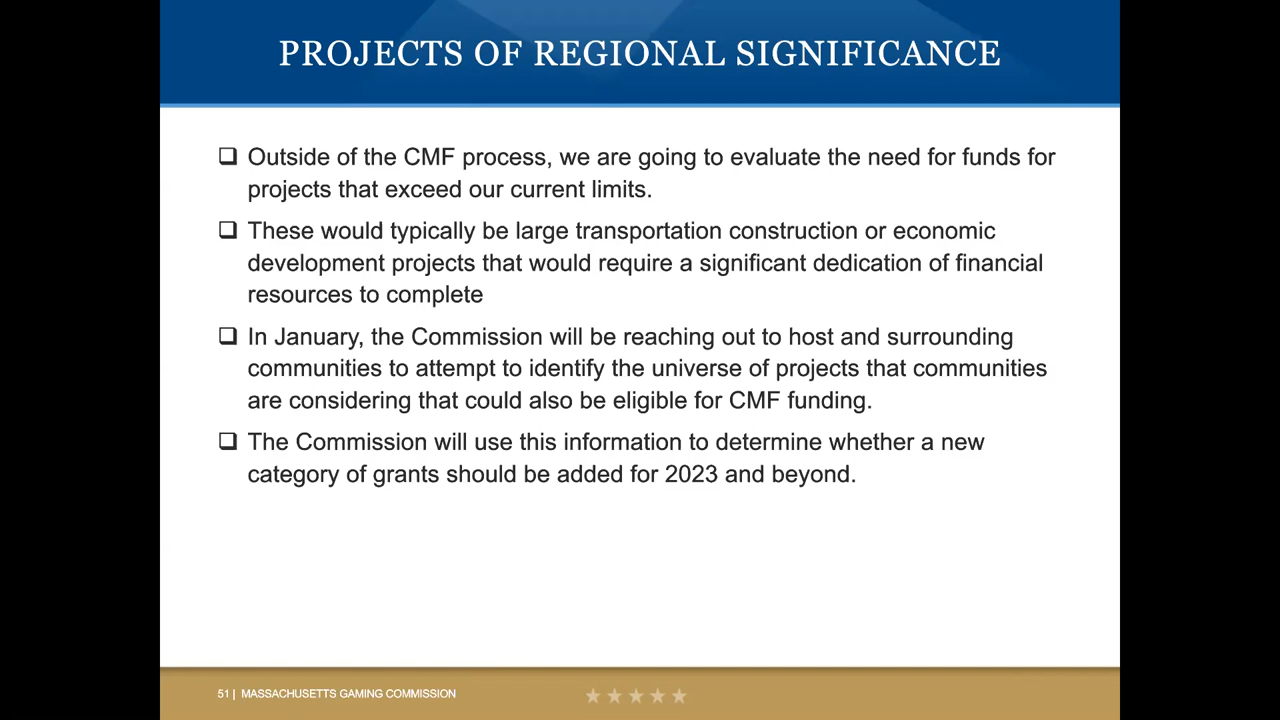 PROJECTS OF REGIONAL SIGNIFICANCE
Outside of the CMF process, we are going to evaluate the need for funds for
projects that exceed our current limits.
These would typically be large transportation construction or economic
development projects that would require a significant dedication of financial
resources to complete
In January, the Commission will be reaching out to host and surrounding
communities to attempt to identify the universe of projects that communities
are considering that could also be eligible for CMF funding.
The Commission will use this information to determine whether a new
category of grants should be added for 2023 and beyond.
51 | MASSACHUSETTS GAMING COMMISSION